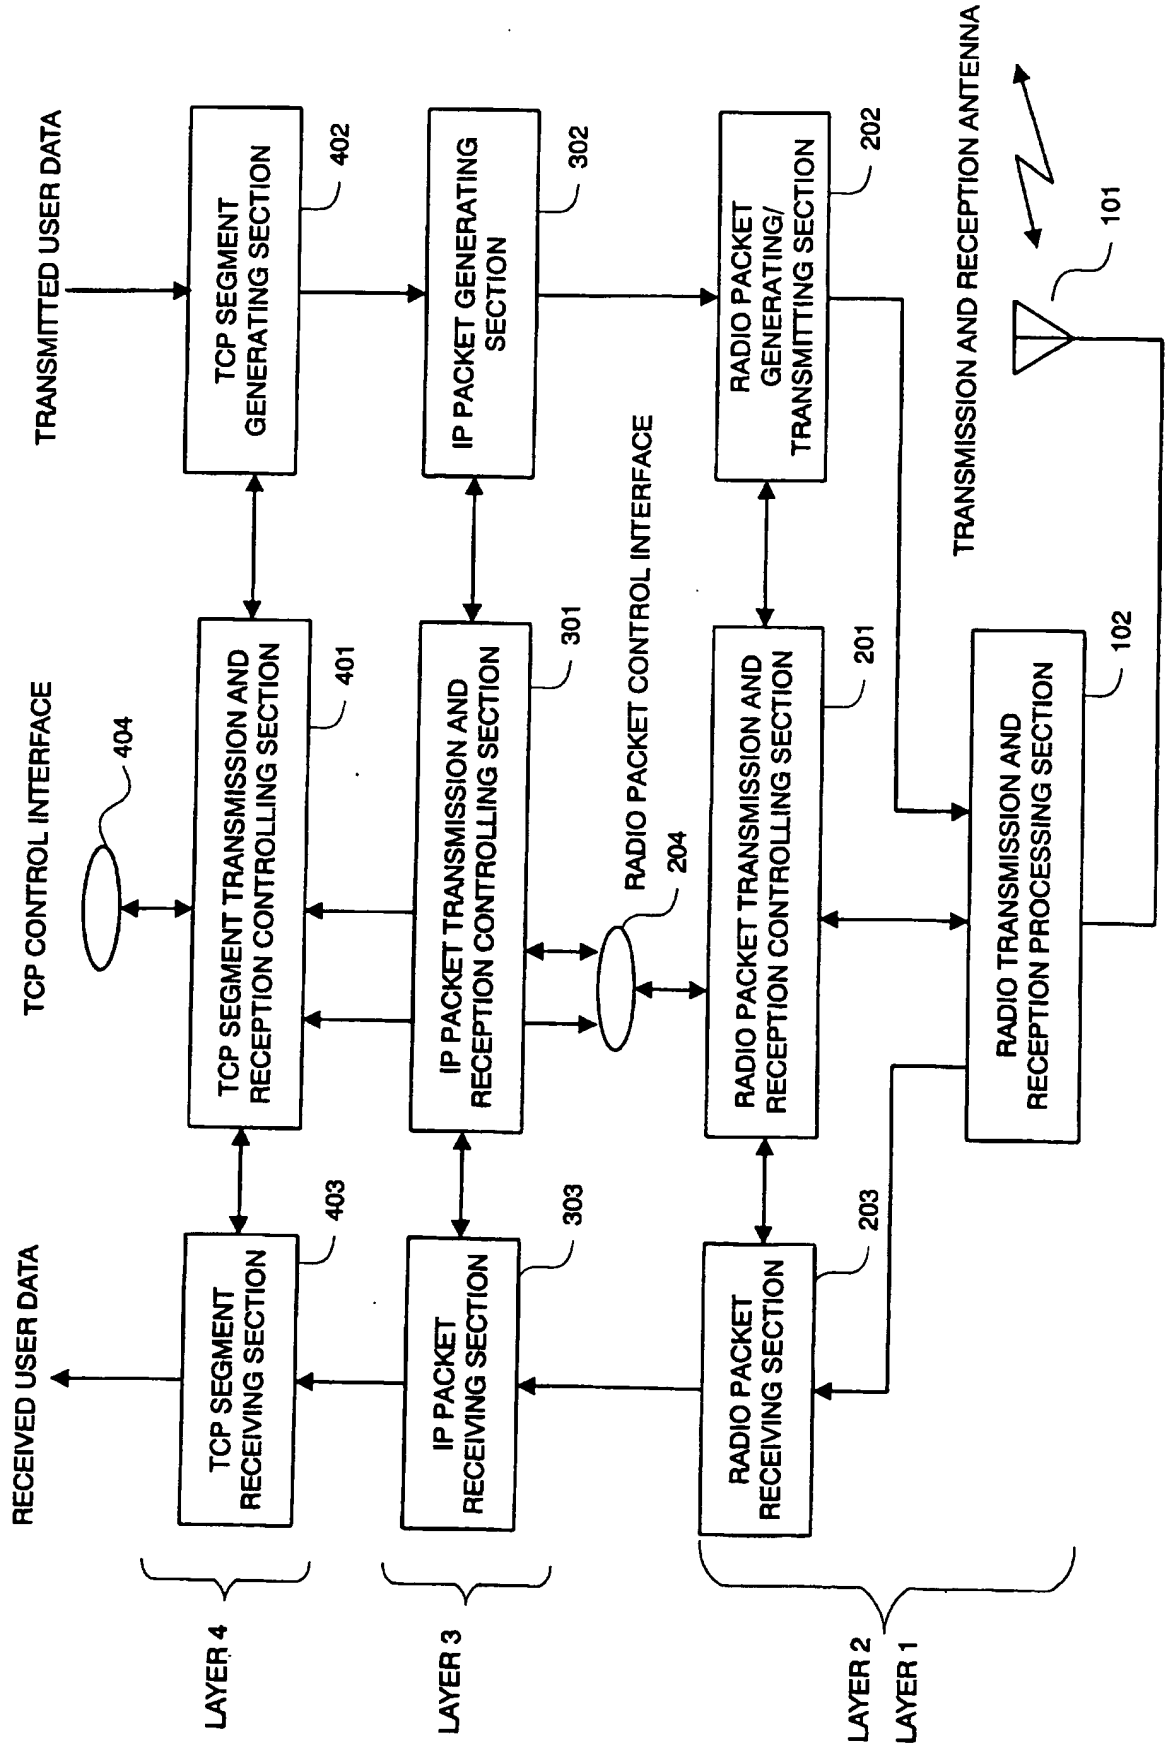 RECEIVED USER DATA
TCP CONTROL INTERFACE
TRANSMITTED USER DATA
404
LAYER 4
TCP SEGMENT
RECEIVING SECTION
403
TCP SEGMENT TRANSMISSION AND
RECEPTION CONTROLLING SECTION
401
TCP SEGMENT
GENERATING SECTION
402
LAYER 3
IP PACKET
RECEIVING SECTION
303
IP PACKET TRANSMISSION AND
RECEPTION CONTROLLING SECTION
301
IP PACKET GENERATING
SECTION
302
RADIO PACKET CONTROL INTERFACE
204
LAYER 2
LAYER 1
RADIO PACKET
RECEIVING SECTION
203
RADIO PACKET TRANSMISSION AND
RECEPTION CONTROLLING SECTION
201
RADIO PACKET
GENERATING/
TRANSMITTING SECTION
202
TRANSMISSION AND RECEPTION ANTENNA
RADIO TRANSMISSION AND
RECEPTION PROCESSING SECTION
102
101